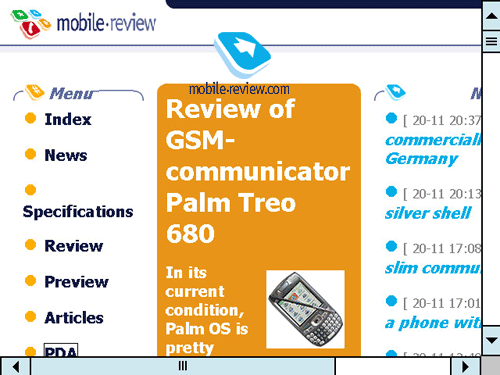 mobile-review
mobile-review.com
Menu
Index
News
Specifications
Review
Preview
Articles
PDA
Review of
GSM-
communicator
Palm Treo
680
In its
current
condition,
Palm OS is
pretty
N
[ 20-11 20:37
commerciall
Germany
[ 20-11 20:13
silver shell
[ 20-11 17:08
slim commu
[ 20-11 17:01
a phone with